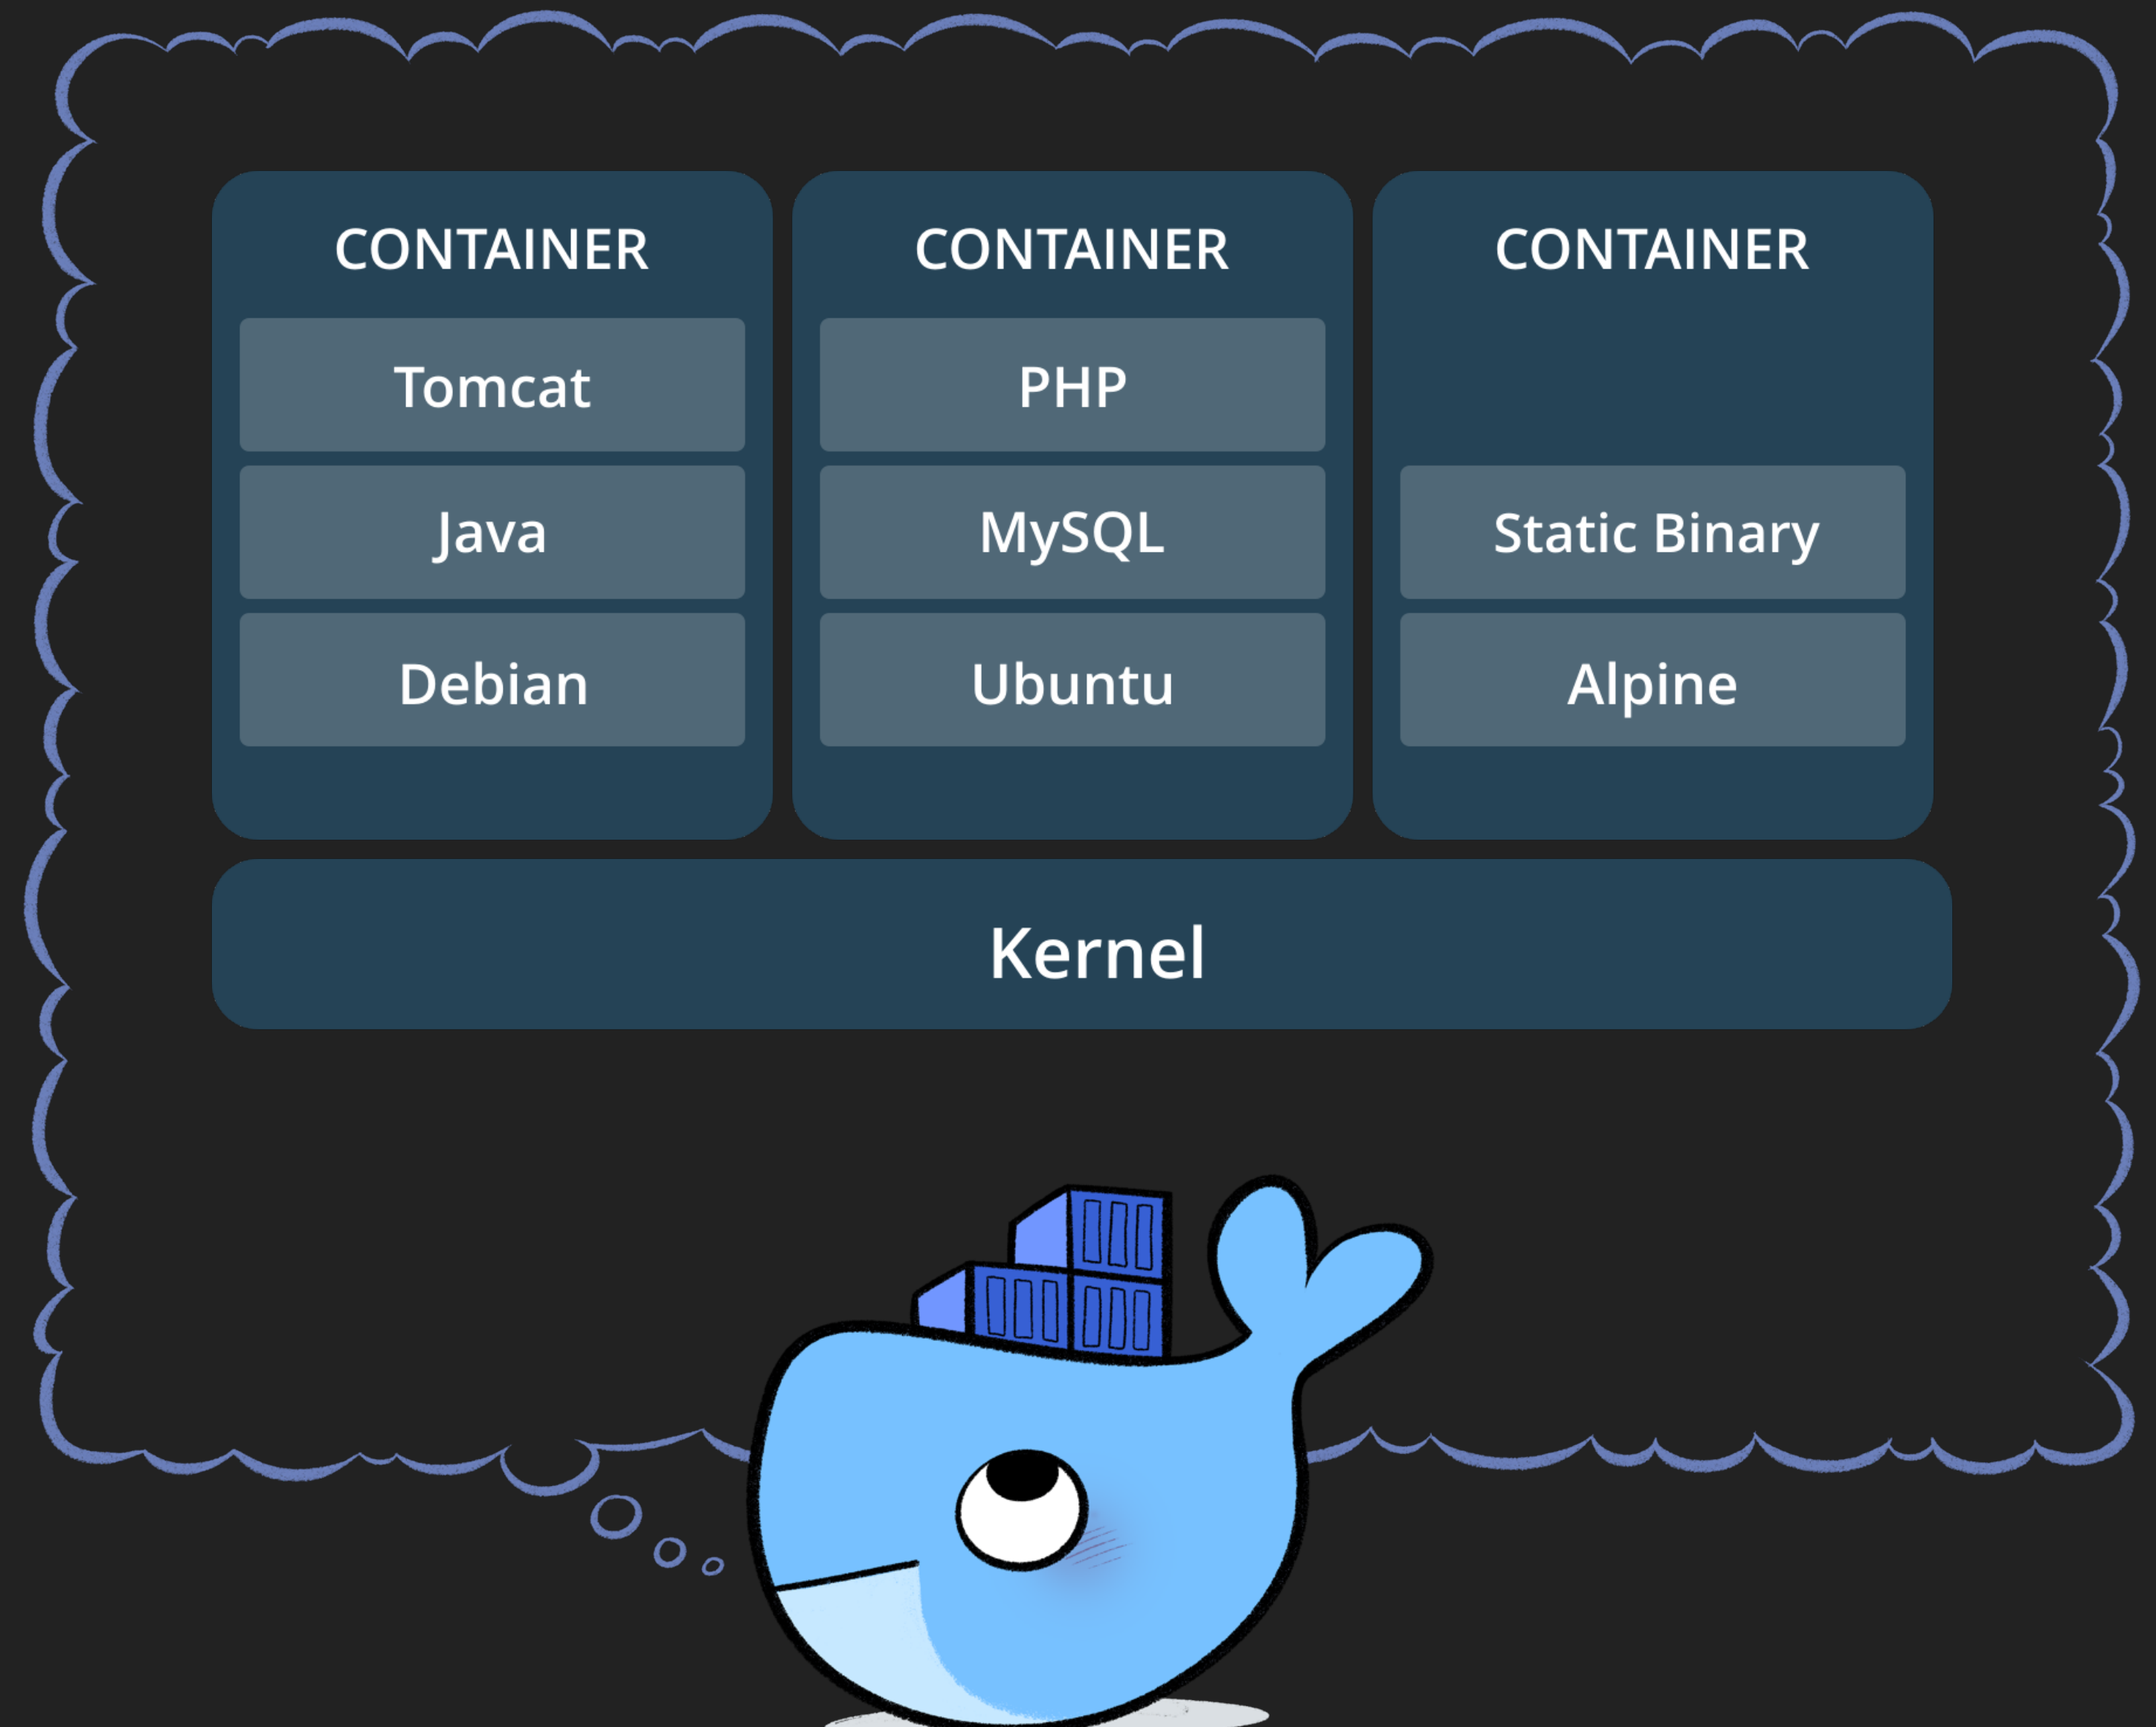 CONTAINER
Tomcat
Java
Debian
CONTAINER
PHP
MySQL
Ubuntu
CONTAINER
Static Binary
Alpine
Kernel